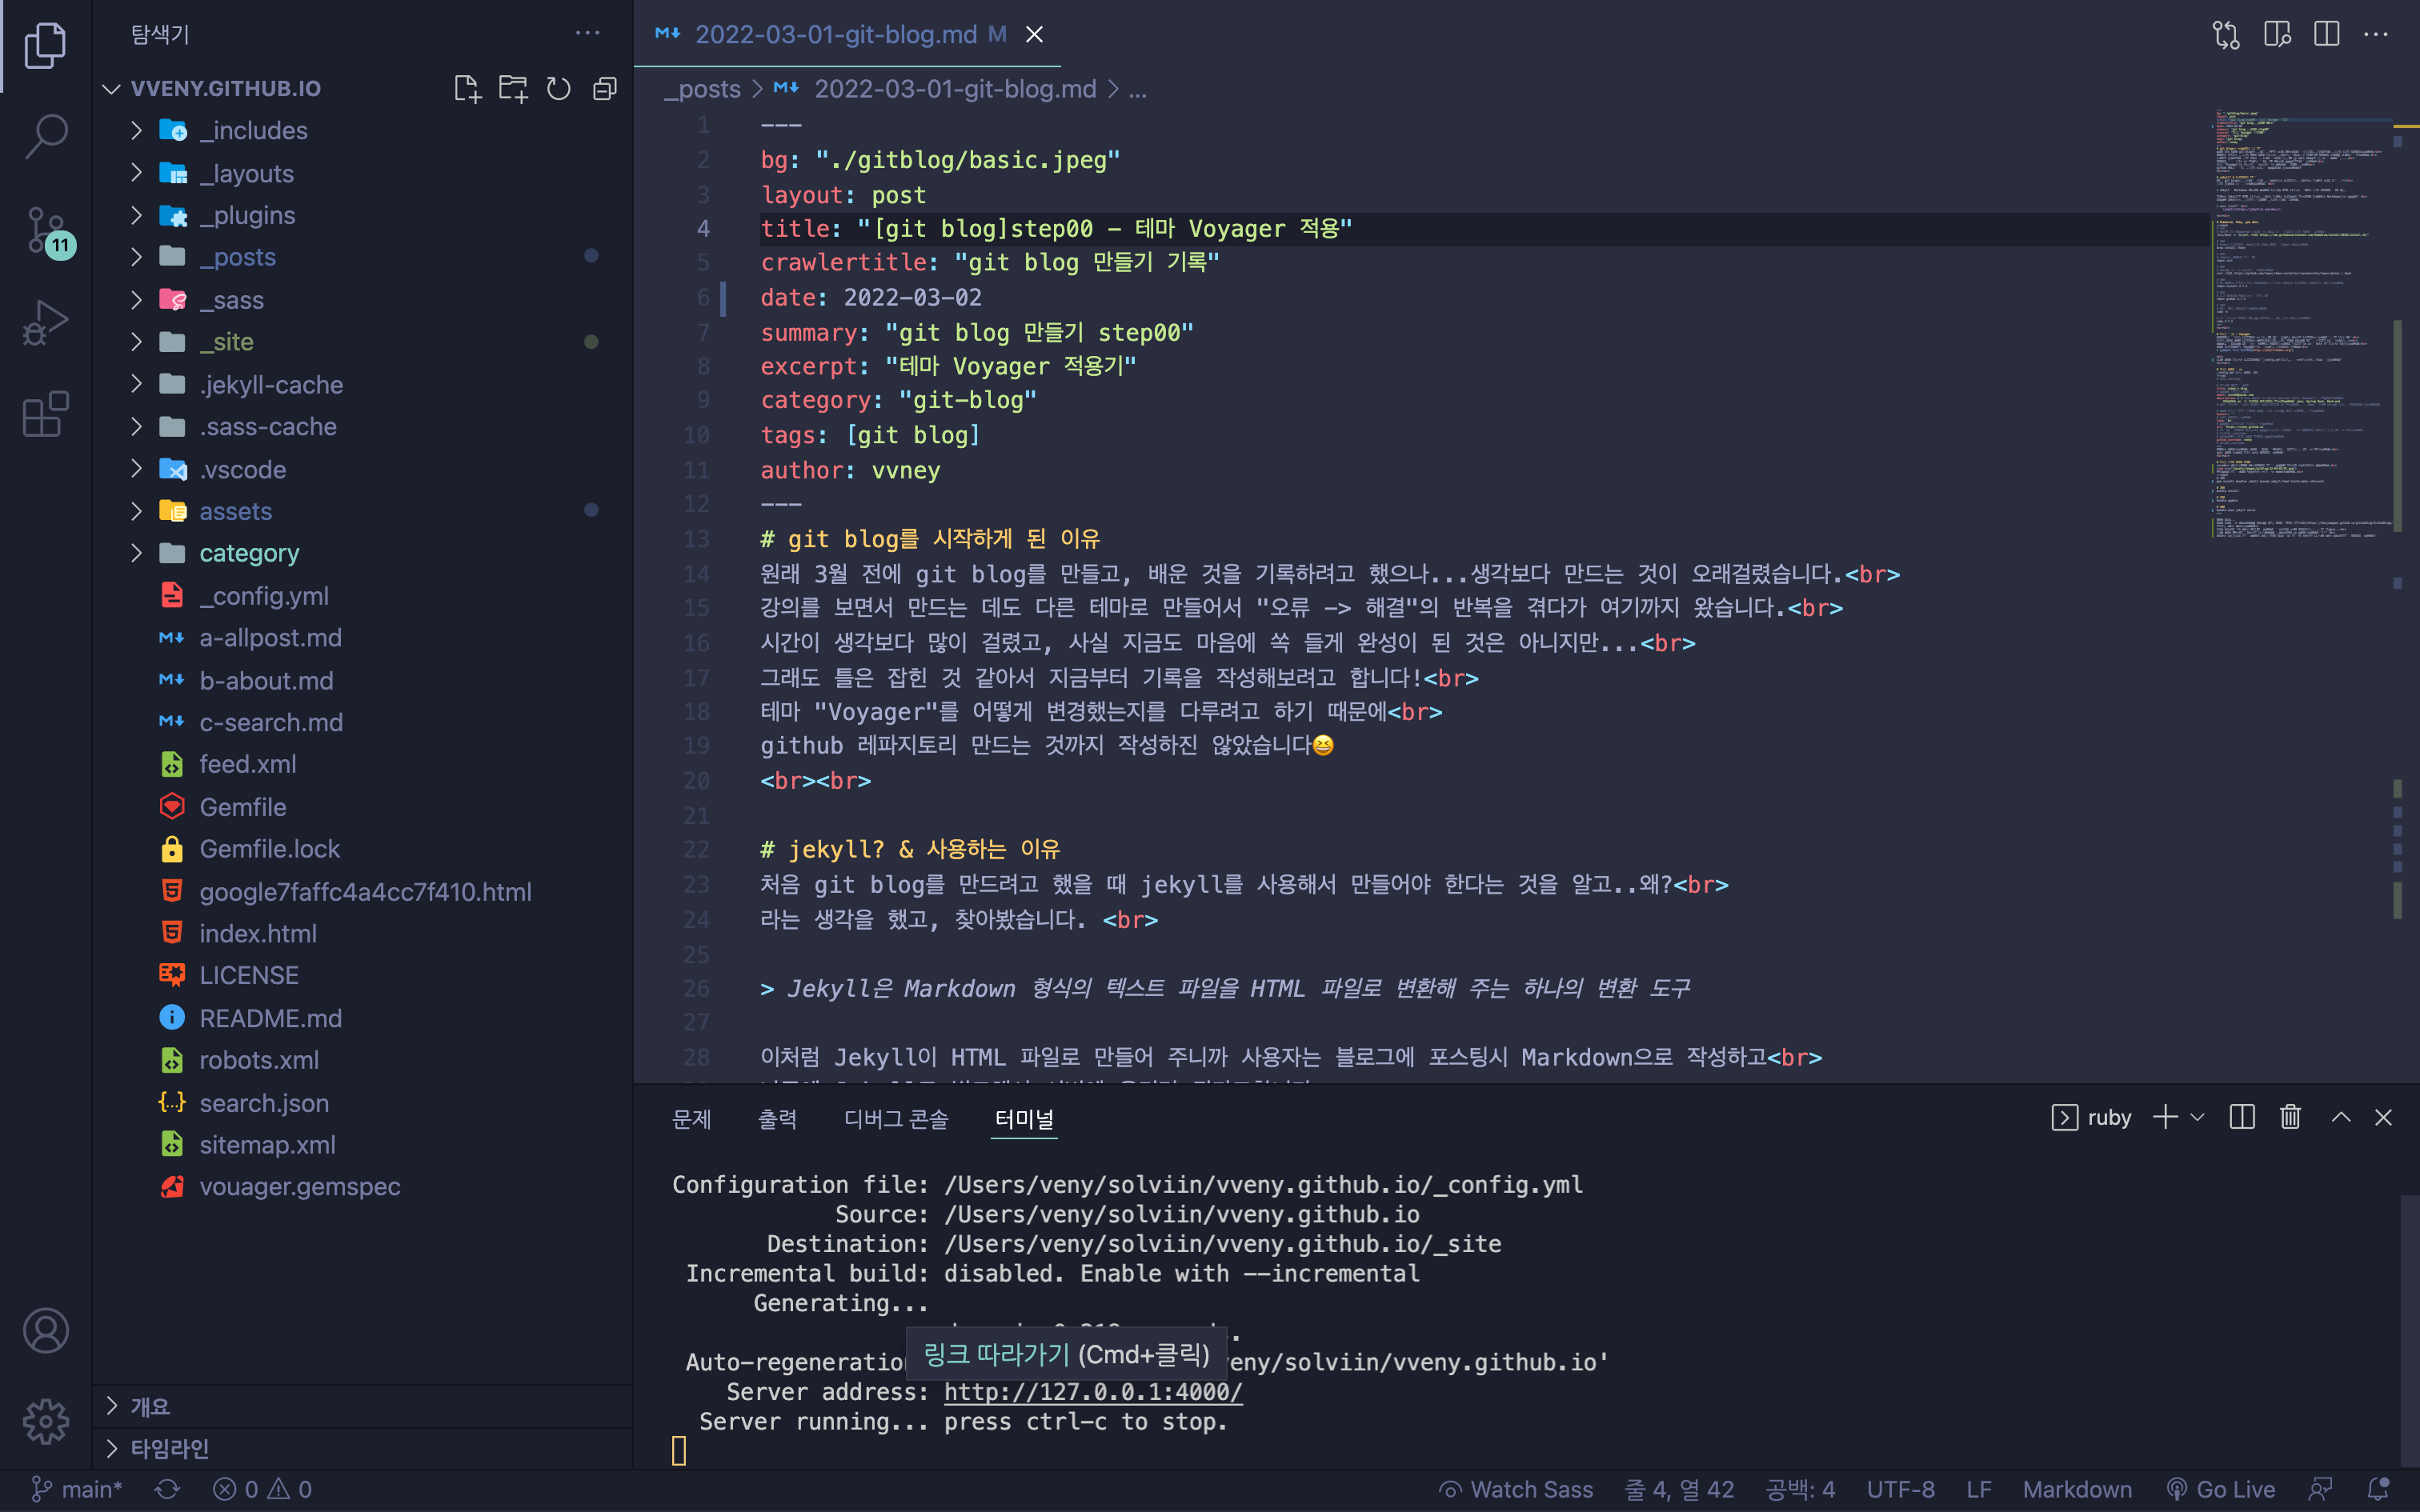 탐색기
VVENY.GITHUB.IO
_includes
_layouts
_plugins
_posts
_sass
_site
.jekyll-cache
.sass-cache
.vscode
assets
category
_config.yml
a-allpost.md
b-about.md
c-search.md
feed.xml
Gemfile
Gemfile.lock
google7faffc4a4cc7f410.html
index.html
LICENSE
README.md
robots.xml
search.json
sitemap.xml
vouager.gemspec
개요
타임라인
11
2022-03-01-git-blog.md M
_posts > 2022-03-01-git-blog.md > ...
1 ---
2 bg: "./gitblog/basic.jpeg"
3 layout: post
4 title: "[git blog]step00 - 테마 Voyager 적용"
5 crawlertitle: "git blog 만들기 기록"
6 date: 2022-03-02
7 summary: "git blog 만들기 step00"
8 excerpt: "테마 Voyager 적용기"
9 category: "git-blog"
10 tags: [git blog]
11 author: vvney
12 ---
13 # git blog를 시작하게 된 이유
14 원래 3월 전에 git blog를 만들고, 배운 것을 기록하려고 했으나...생각보다 만드는 것이 오래걸렸습니다.<br>
15 강의를 보면서 만드는 데도 다른 테마로 만들어서 "오류 -> 해결"의 반복을 겪다가 여기까지 왔습니다.<br>
16 시간이 생각보다 많이 걸렸고, 사실 지금도 마음에 쏙 들게 완성이 된 것은 아니지만...<br>
17 그래도 틀은 잡힌 것 같아서 지금부터 기록을 작성해보려고 합니다!<br>
18 테마 "Voyager"를 어떻게 변경했는지를 다루려고 하기 때문에<br>
19 github 레파지토리 만드는 것까지 작성하진 않았습니다😆
20 <br><br>
21
22 # jekyll? & 사용하는 이유
23 처음 git blog를 만드려고 했을 때 jekyll를 사용해서 만들어야 한다는 것을 알고..왜?<br>
24 라는 생각을 했고, 찾아봤습니다. <br>
25
26 > Jekyll은 Markdown 형식의 텍스트 파일을 HTML 파일로 변환해 주는 하나의 변환 도구
27
28 이처럼 Jekyll이 HTML 파일로 만들어 주니까 사용자는 블로그에 포스팅시 Markdown으로 작성하고<br>
문제 출력 디버그 콘솔 터미널
ruby
Configuration file: /Users/veny/solviin/vveny.github.io/_config.yml
Source: /Users/veny/solviin/vveny.github.io
Destination: /Users/veny/solviin/vveny.github.io/_site
Incremental build: disabled. Enable with --incremental
Generating...
링크 따라가기 (Cmd+클릭)
Auto-regeneration eny/solviin/vveny.github.io'
Server address: http://127.0.0.1:4000/
Server running... press ctrl-c to stop.
main* 0 0 Watch Sass 줄 4, 열 42 공백: 4 UTF-8 LF Markdown Go Live